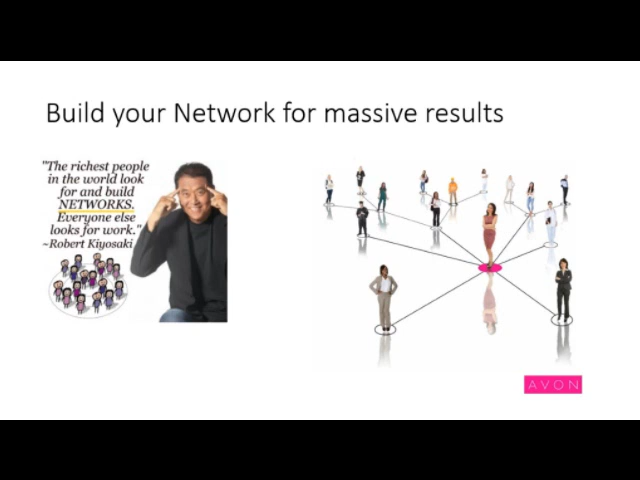 Build your Network for massive results
"The richest people
in the world look
for and build
NETWORKS.
Everyone else
looks for work."
~Robert Kiyosaki
AVON